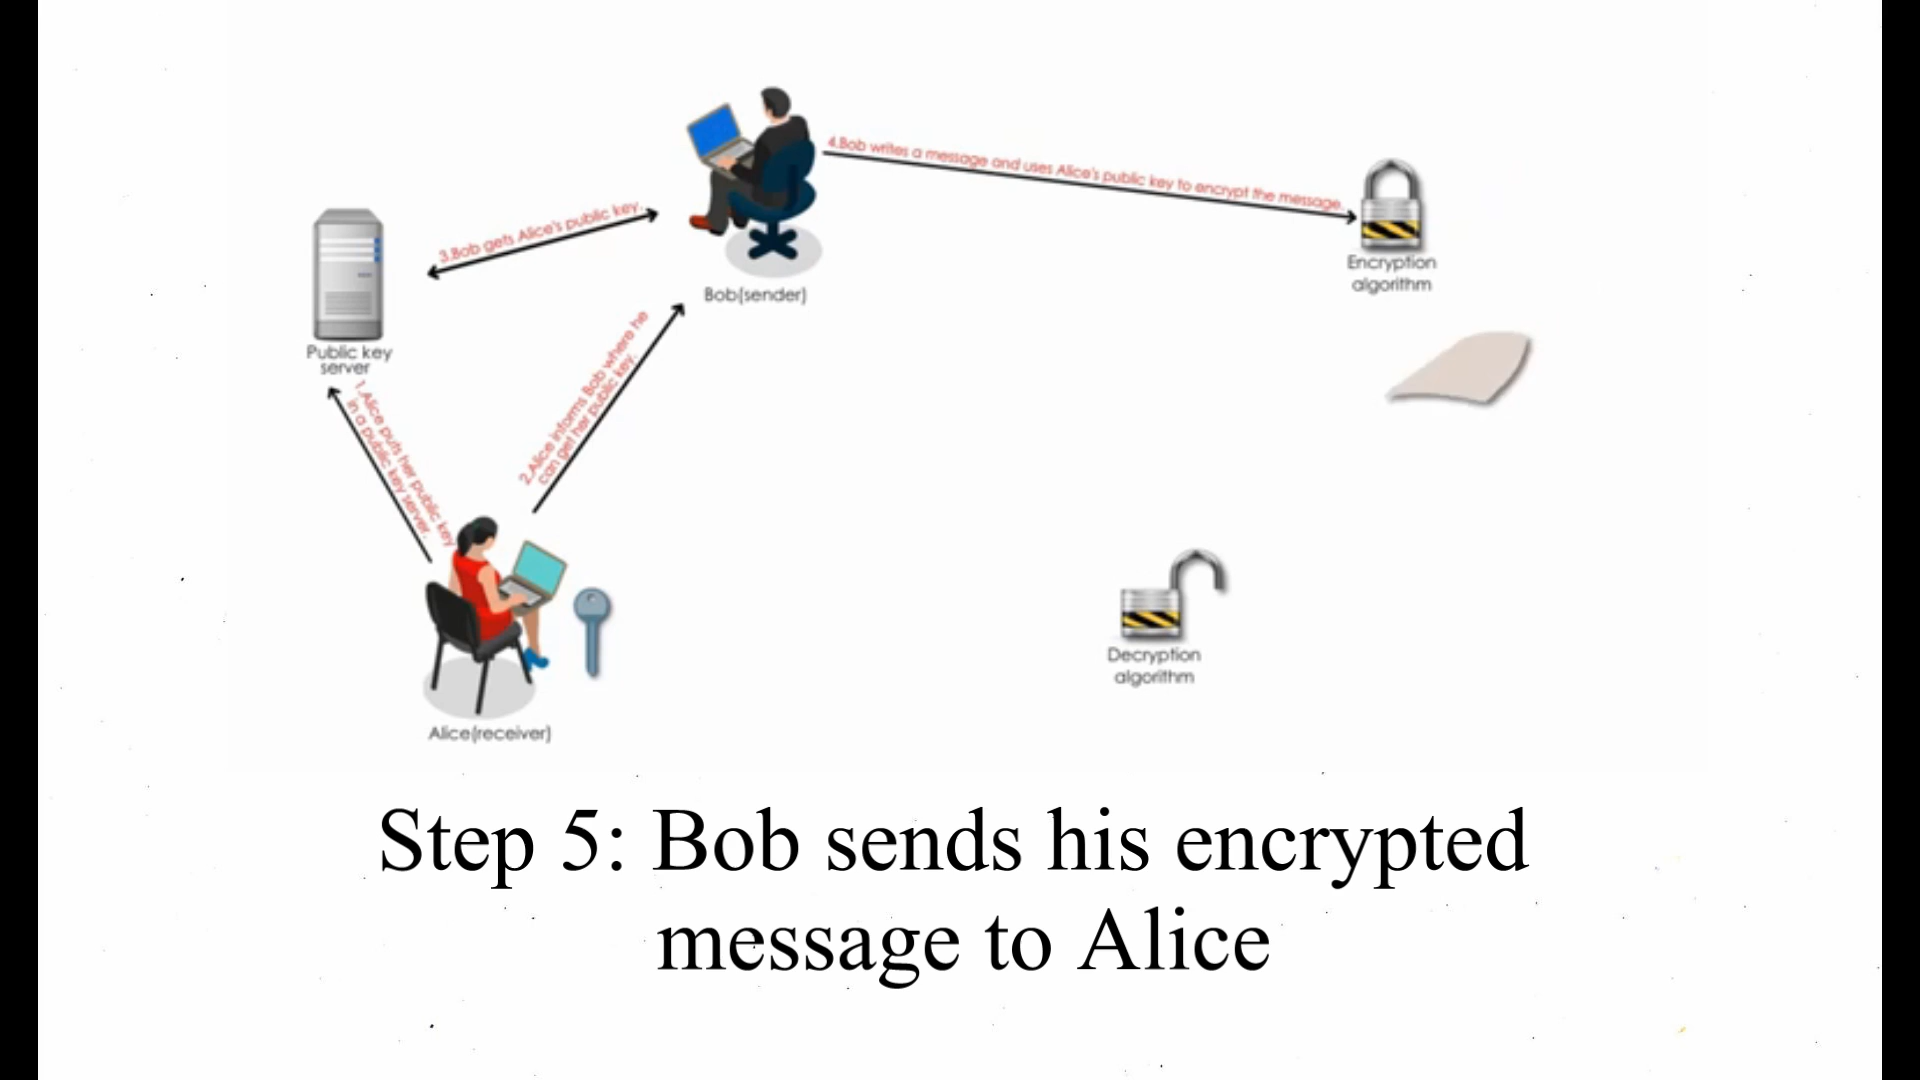 4.Bob writes a message and uses Alice's public key to encrypt the message.
3.Bob gets Alice's public key.
Encryption
algorithm
Bob(sender)
Public key
server
2.Alice informs Bob where he
can get her public key.
1.Alice puts her public key
in a public key server.
Decryption
algorithm
Alice(receiver)
Step 5: Bob sends his encrypted
message to Alice